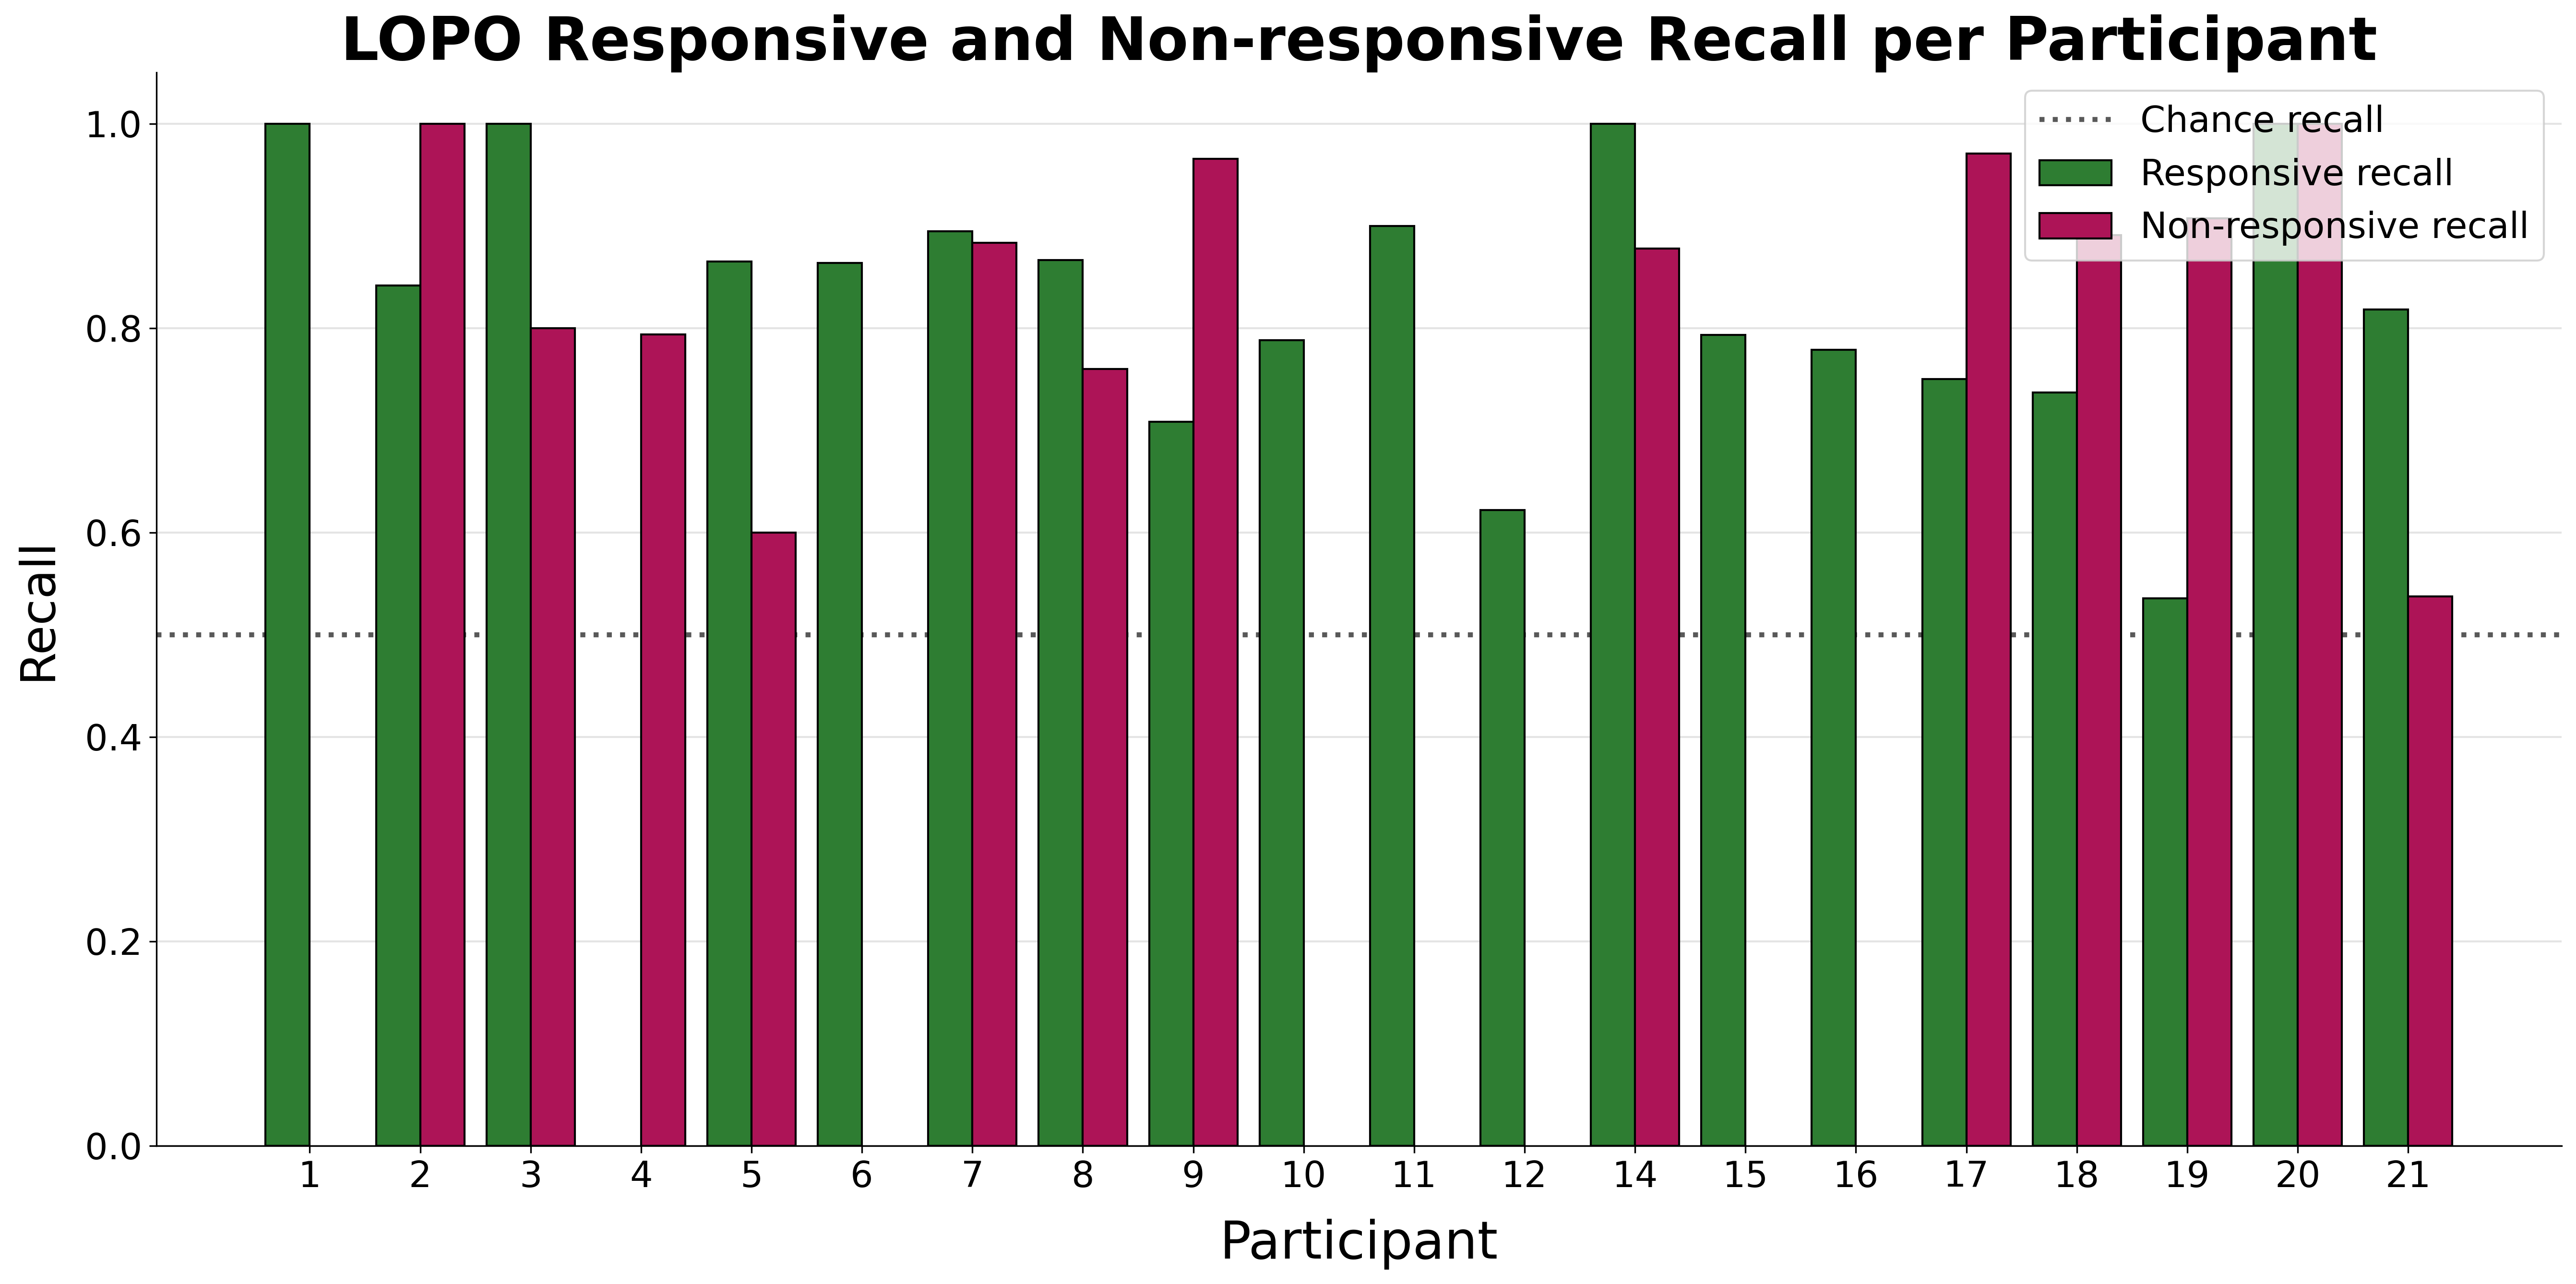 LOPO Responsive and Non-responsive Recall per Participant
Chance recall
Responsive recall
Non-responsive recall
Recall
1.0
0.8
0.6
0.4
0.2
0.0
1 2 3 4 5 6 7 8 9 10 11 12 14 15 16 17 18 19 20 21
Participant